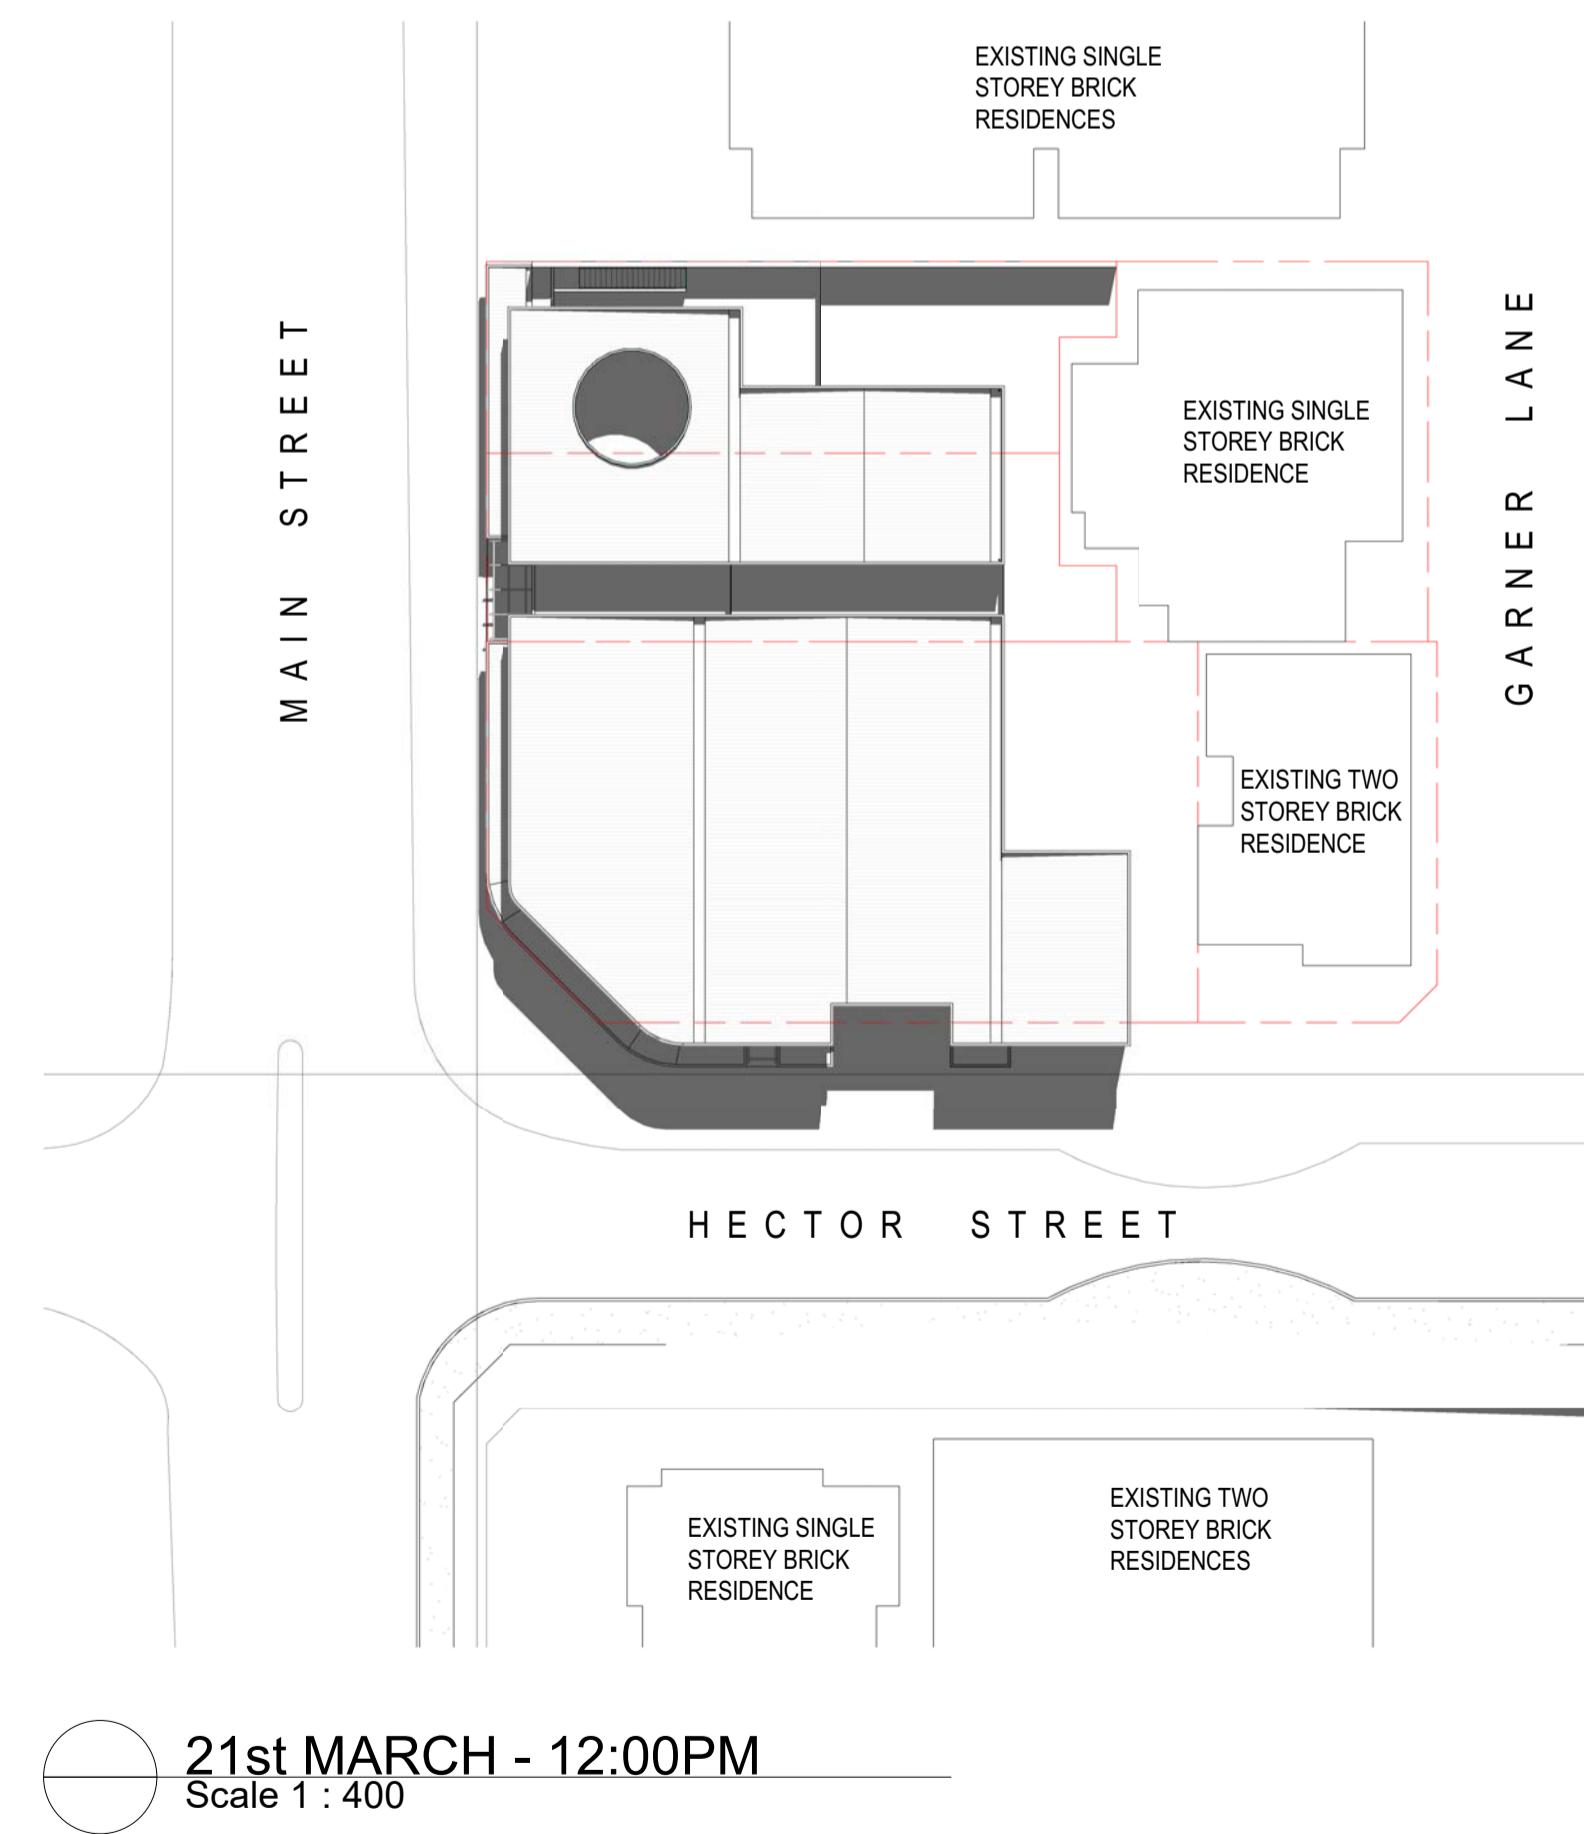 EXISTING SINGLE
STOREY BRICK
RESIDENCES
MAIN STREET
GARNER LANE
EXISTING SINGLE
STOREY BRICK
RESIDENCE
EXISTING TWO
STOREY BRICK
RESIDENCE
HECTOR STREET
EXISTING SINGLE
STOREY BRICK
RESIDENCE
EXISTING TWO
STOREY BRICK
RESIDENCES
21st MARCH - 12:00PM
Scale 1 : 400